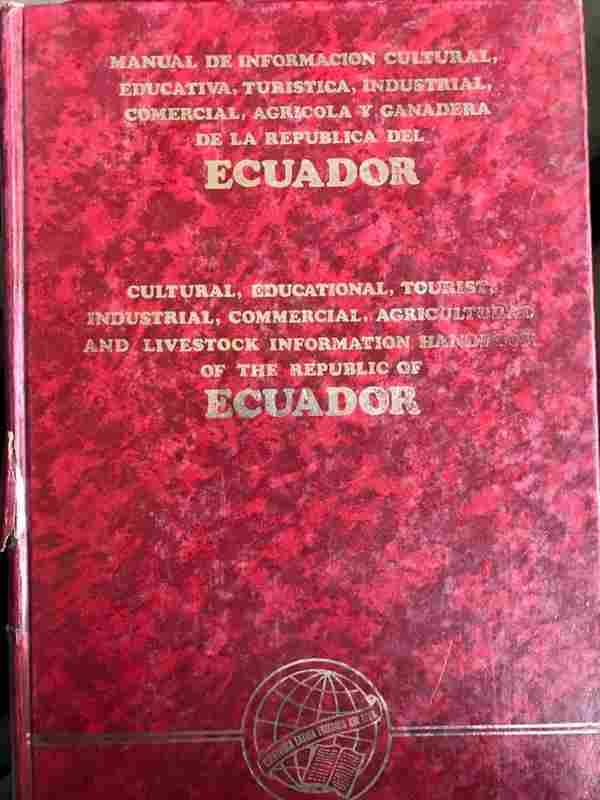 MANUAL DE INFORMACION CULTURAL,
EDUCATIVA, TURISTICA, INDUSTRIAL,
COMERCIAL, AGRICOLA Y GANADERA
DE LA REPUBLICA DEL
ECUADOR
CULTURAL, EDUCATIONAL, TOURIST,
INDUSTRIAL, COMMERCIAL, AGRICULTURAL
AND LIVESTOCK INFORMATION HANDBOOK
OF THE REPUBLIC OF
ECUADOR